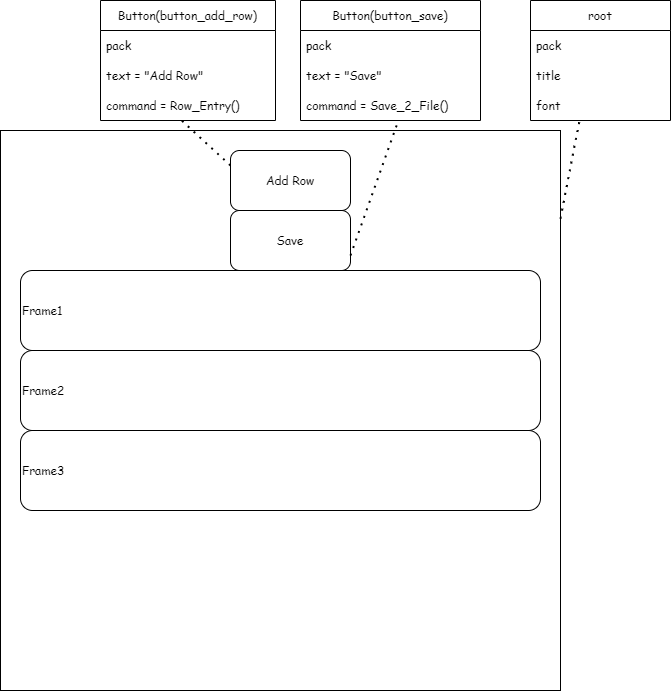 Button(button_add_row)
pack
text = "Add Row"
command = Row_Entry()
Button(button_save)
pack
text = "Save"
command = Save_2_File()
root
pack
title
font
Add Row
Save
Frame1
Frame2
Frame3